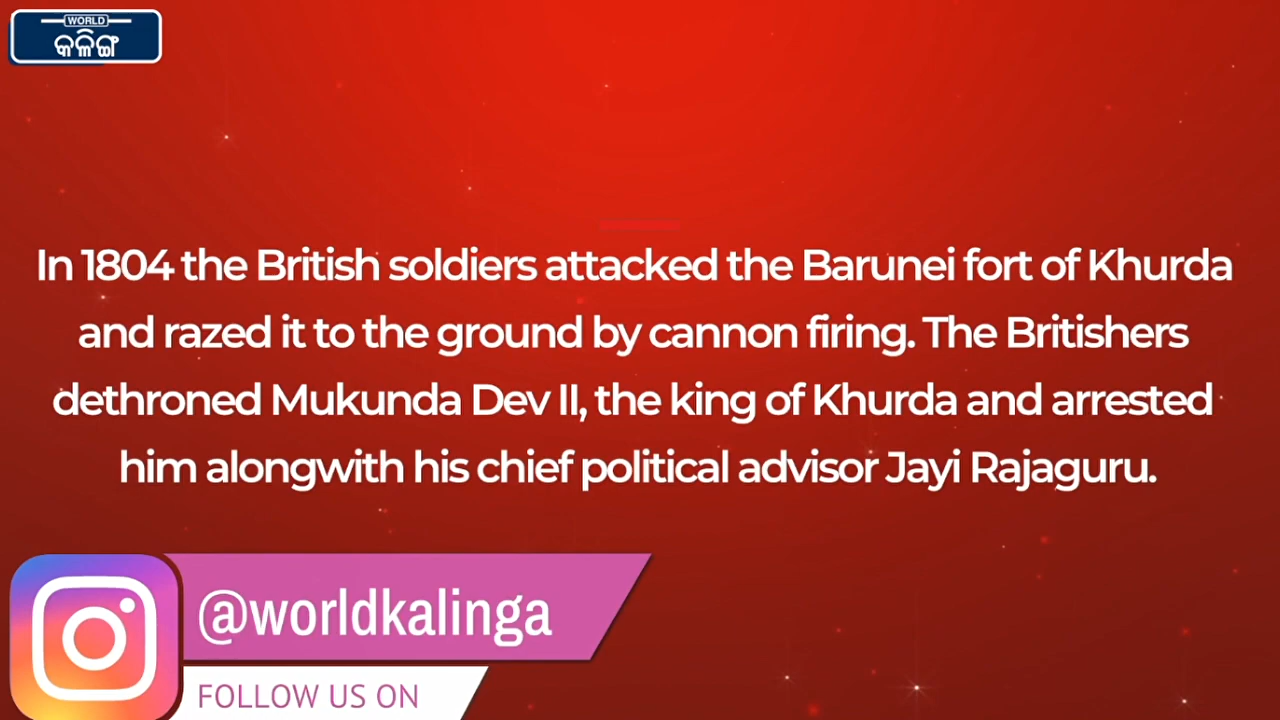 WORLD
କଳିଙ୍ଗ
In 1804 the British soldiers attacked the Barunei fort of Khurda
and razed it to the ground by cannon firing. The Britishers
dethroned Mukunda Dev II, the king of Khurda and arrested
him alongwith his chief political advisor Jayi Rajaguru.
@worldkalinga
FOLLOW US ON